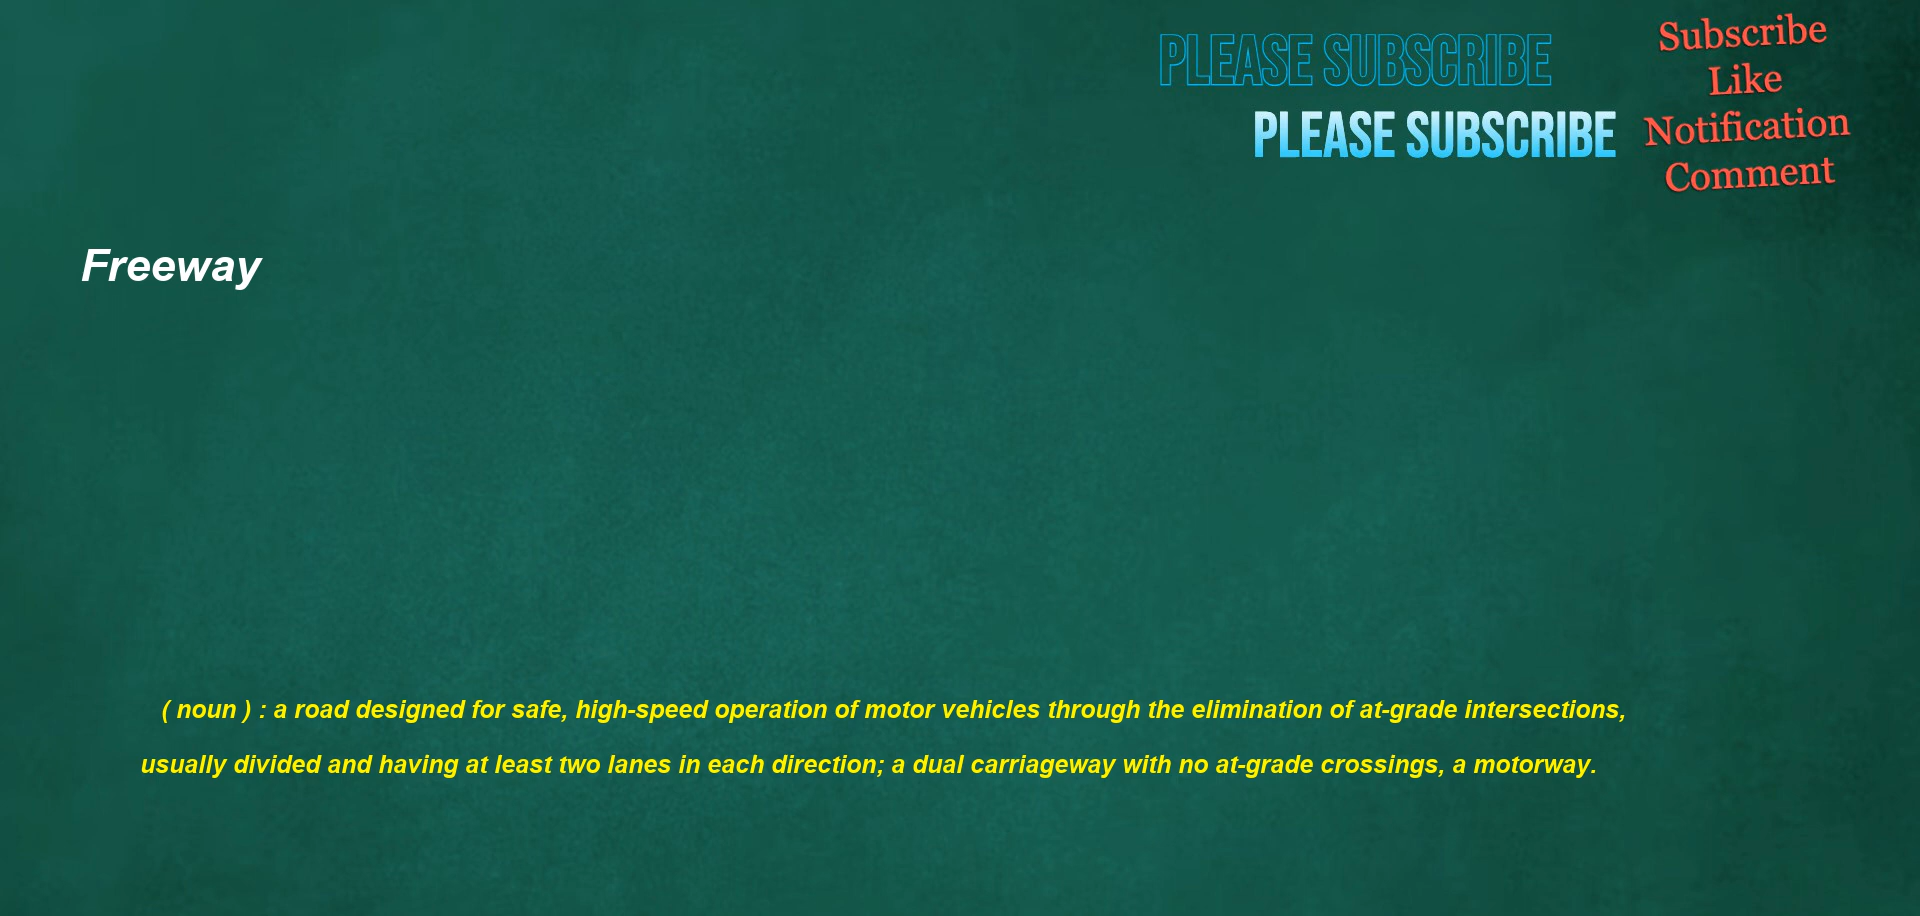 PLEASE SUBSCRIBE
PLEASE SUBSCRIBE
Subscribe
Like
Notification
Comment
Freeway
( noun ) : a road designed for safe, high-speed operation of motor vehicles through the elimination of at-grade intersections,
usually divided and having at least two lanes in each direction; a dual carriageway with no at-grade crossings, a motorway.